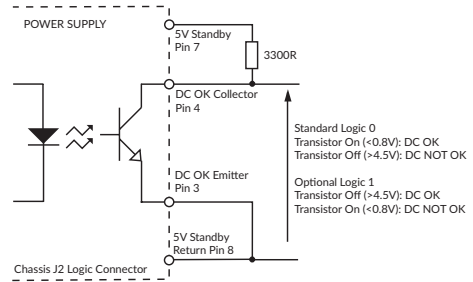 POWER SUPPLY
5V Standby
Pin 7
3300R
DC OK Collector
Pin 4
Standard Logic 0
Transistor On (<0.8V): DC OK
Transistor Off (>4.5V): DC NOT OK
Optional Logic 1
Transistor Off (>4.5V): DC OK
Transistor On (<0.8V): DC NOT OK
DC OK Emitter
Pin 3
5V Standby
Return Pin 8
Chassis J2 Logic Connector